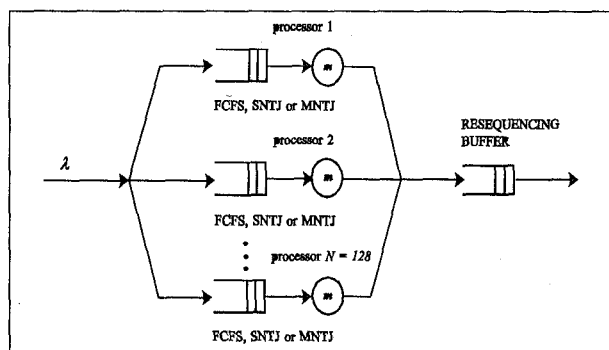 processor 1
m
FCFS, SNTJ or MNTJ
RESEQUENCING
BUFFER
processor 2
λ
m
FCFS, SNTJ or MNTJ
processor N = 128
m
FCFS, SNTJ or MNTJ